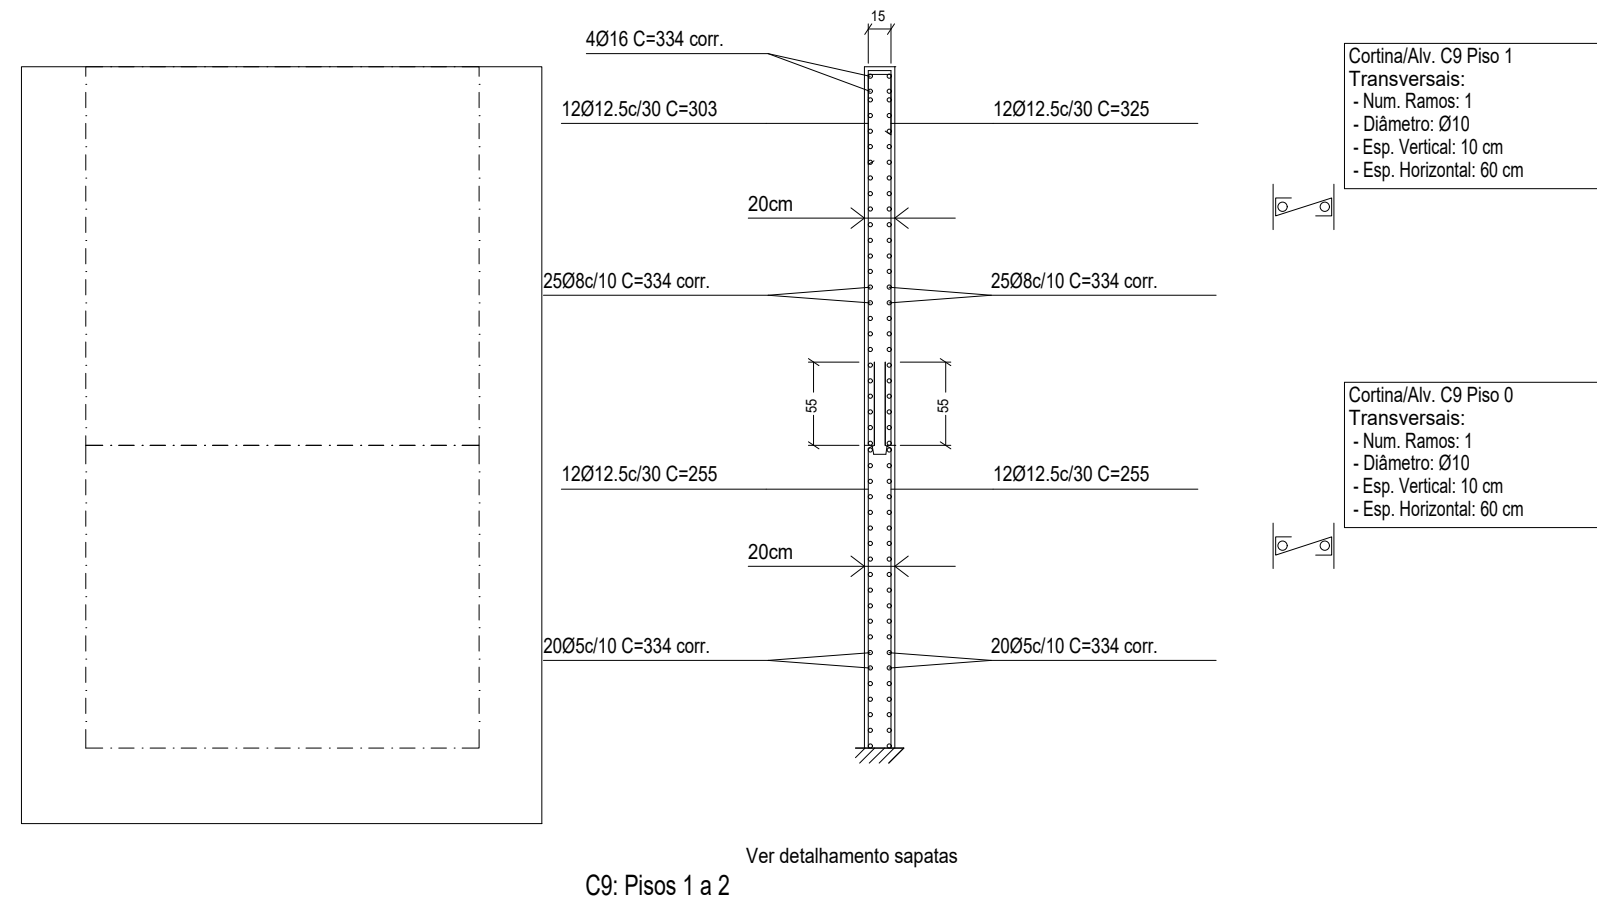 15
4Ø16 C=334 corr.
12Ø12.5c/30 C=303
12Ø12.5c/30 C=325
20cm
25Ø8c/10 C=334 corr.
25Ø8c/10 C=334 corr.
55
55
12Ø12.5c/30 C=255
12Ø12.5c/30 C=255
20cm
20Ø5c/10 C=334 corr.
20Ø5c/10 C=334 corr.
Cortina/Alv. C9 Piso 1
Transversais:
- Num. Ramos: 1
- Diâmetro: Ø10
- Esp. Vertical: 10 cm
- Esp. Horizontal: 60 cm
Cortina/Alv. C9 Piso 0
Transversais:
- Num. Ramos: 1
- Diâmetro: Ø10
- Esp. Vertical: 10 cm
- Esp. Horizontal: 60 cm
Ver detalhamento sapatas
C9: Pisos 1 a 2